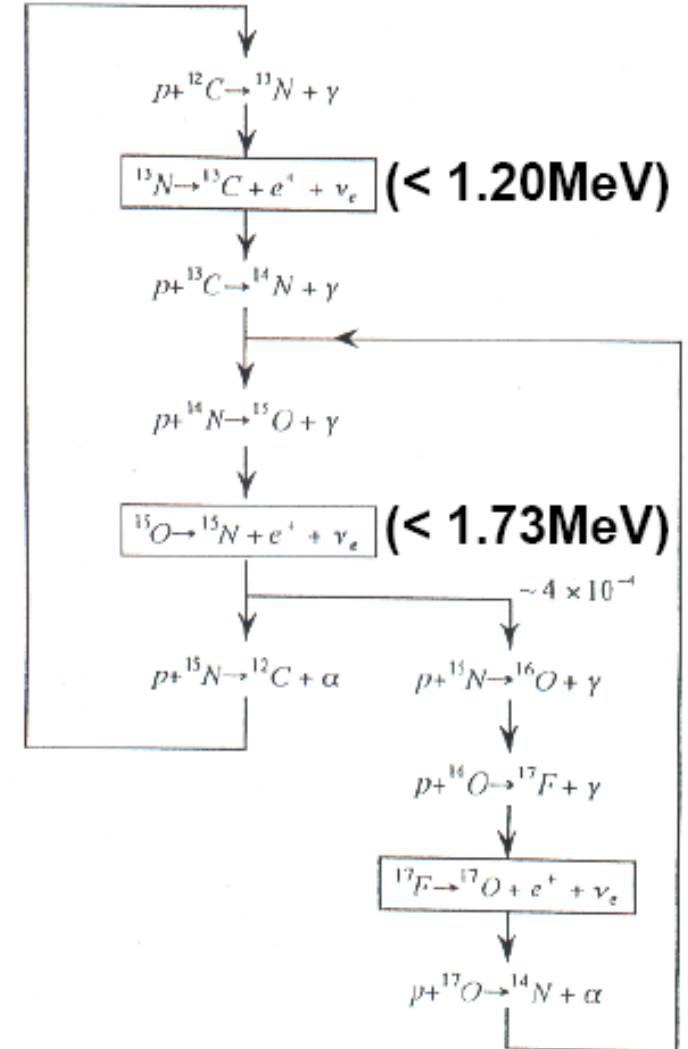 p+¹²C→¹³N + γ
¹³N→¹³C + e⁺ + νₑ (< 1.20MeV)
p+¹³C→¹⁴N + γ
p+¹⁴N→¹⁵O + γ
¹⁵O→¹⁵N + e⁺ + νₑ (< 1.73MeV)
~ 4 × 10⁻⁴
p+¹⁵N→¹²C + α
p+¹⁵N→¹⁶O + γ
p+¹⁶O→¹⁷F + γ
¹⁷F→¹⁷O + e⁺ + νₑ
p+¹⁷O→¹⁴N + α